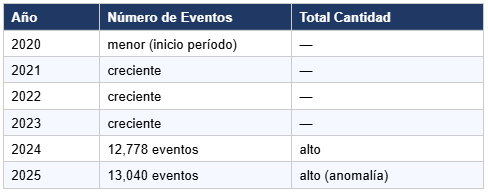 Año Número de Eventos Total Cantidad
2020 menor (inicio período) —
2021 creciente —
2022 creciente —
2023 creciente —
2024 12,778 eventos alto
2025 13,040 eventos alto (anomalía)